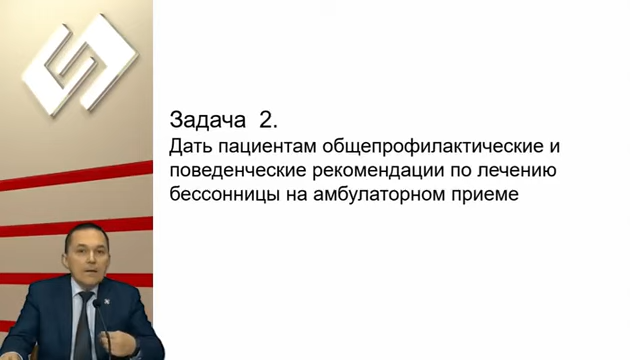 Задача 2.
Дать пациентам общепрофилактические и
поведенческие рекомендации по лечению
бессонницы на амбулаторном приеме